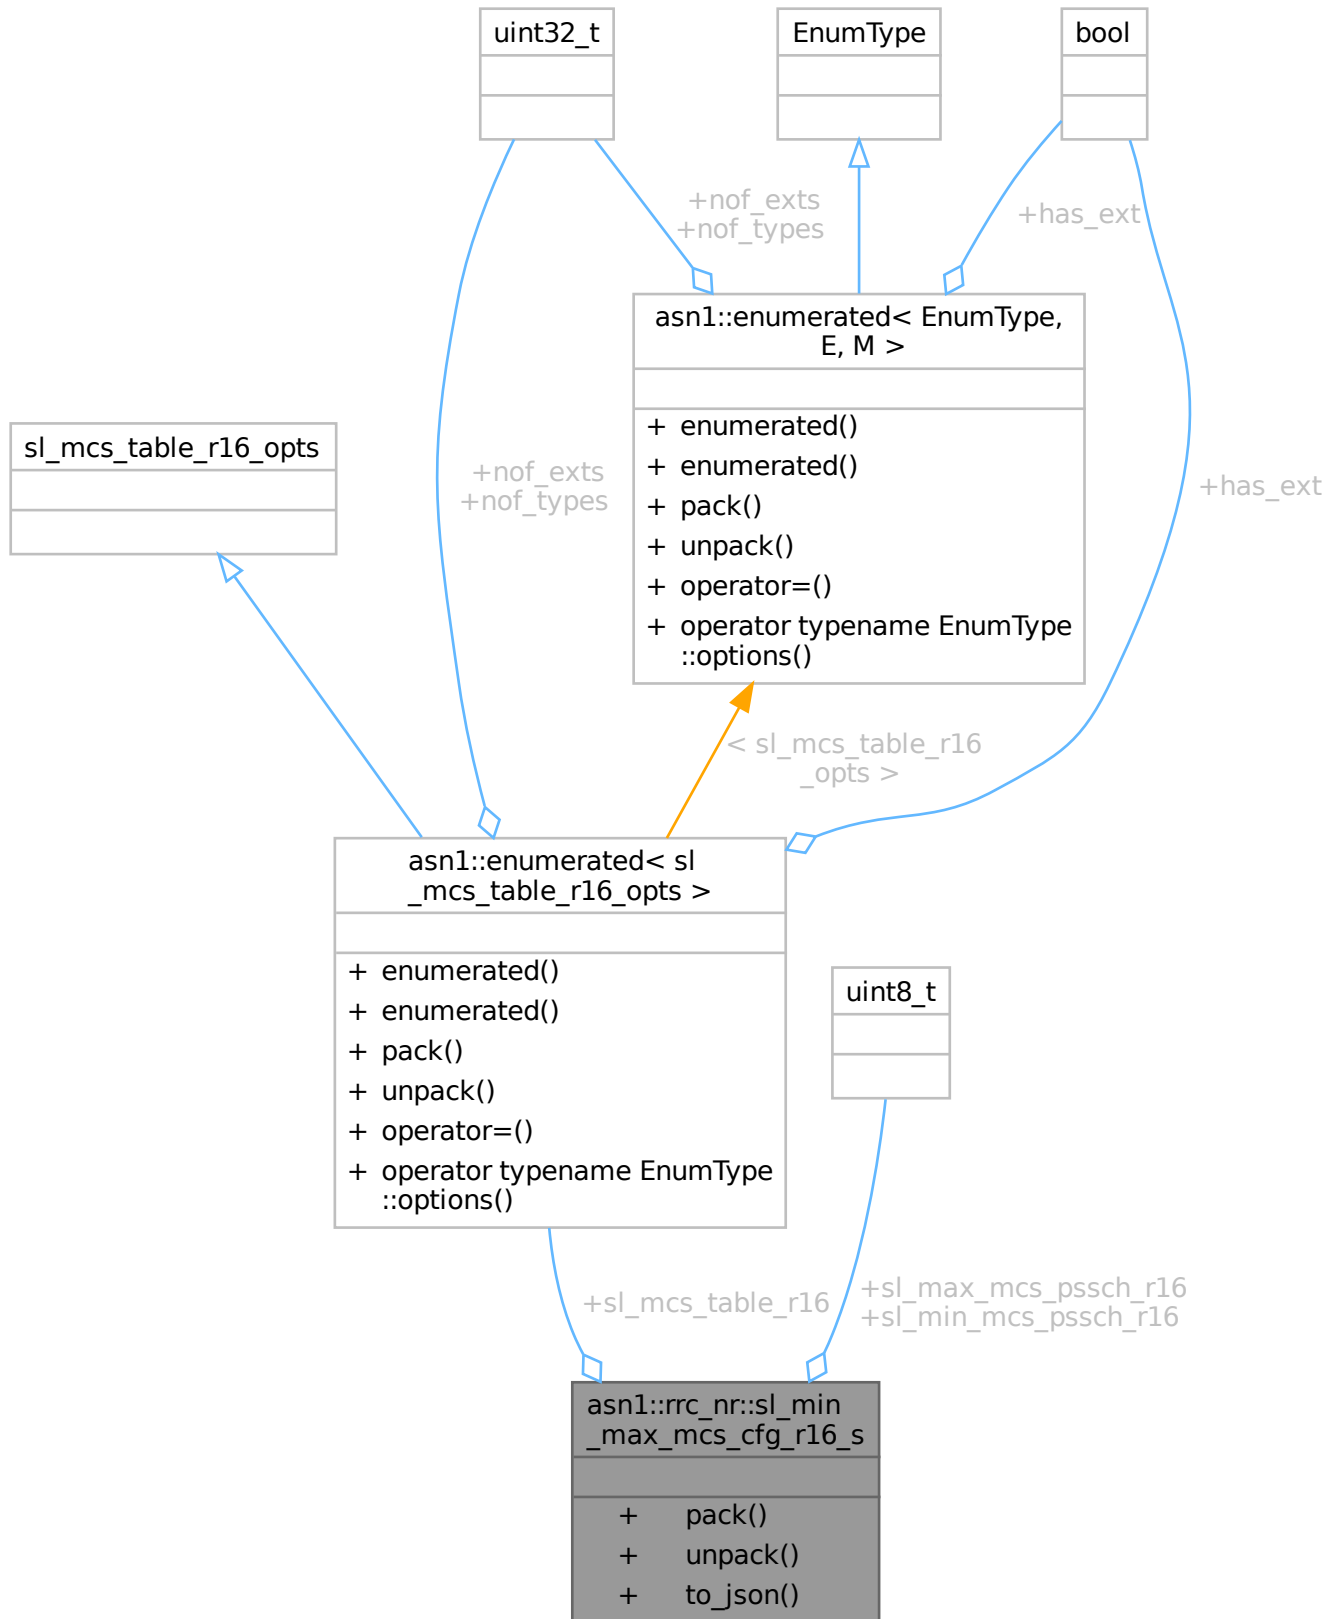 uint32_t
EnumType
bool
+nof_exts
+nof_types
+has_ext
asn1::enumerated< EnumType,
E, M >
+ enumerated()
+ enumerated()
+ pack()
+ unpack()
+ operator=()
+ operator typename EnumType
::options()
sl_mcs_table_r16_opts
+nof_exts
+nof_types
+has_ext
< sl_mcs_table_r16
_opts >
asn1::enumerated< sl
_mcs_table_r16_opts >
+ enumerated()
+ enumerated()
+ pack()
+ unpack()
+ operator=()
+ operator typename EnumType
::options()
uint8_t
+sl_mcs_table_r16
+sl_max_mcs_pssch_r16
+sl_min_mcs_pssch_r16
asn1::rrc_nr::sl_min
_max_mcs_cfg_r16_s
+ pack()
+ unpack()
+ to_json()